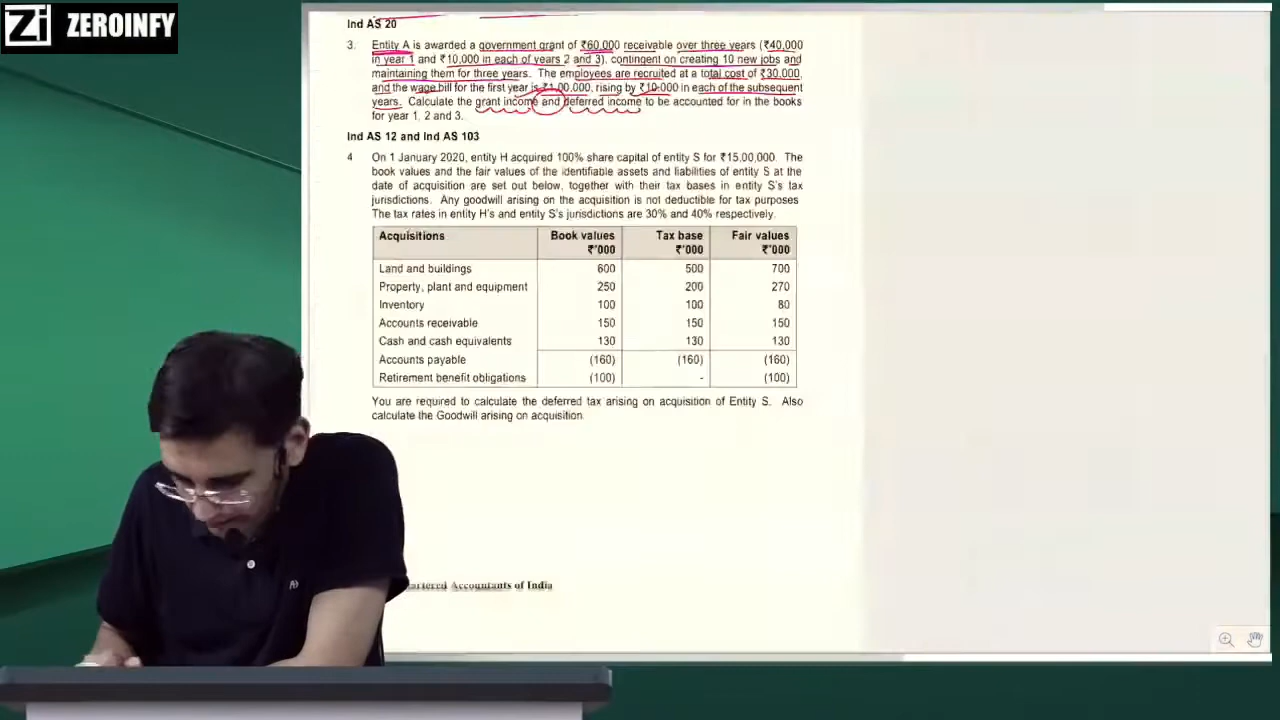 Zi ZEROINFY
Ind AS 20
3. Entity A is awarded a government grant of ₹60,000 receivable over three years (₹40,000
in year 1 and ₹10,000 in each of years 2 and 3), contingent on creating 10 new jobs and
maintaining them for three years. The employees are recruited at a total cost of ₹30,000,
and the wage bill for the first year is ₹1,00,000, rising by ₹10,000 in each of the subsequent
years. Calculate the grant income and deferred income to be accounted for in the books
for year 1, 2 and 3.
Ind AS 12 and Ind AS 103
4 On 1 January 2020, entity H acquired 100% share capital of entity S for ₹15,00,000. The
book values and the fair values of the identifiable assets and liabilities of entity S at the
date of acquisition are set out below, together with their tax bases in entity S's tax
jurisdictions. Any goodwill arising on the acquisition is not deductible for tax purposes
The tax rates in entity H's and entity S's jurisdictions are 30% and 40% respectively.
Acquisitions Book values Tax base Fair values
₹'000 ₹'000 ₹'000
Land and buildings 600 500 700
Property, plant and equipment 250 200 270
Inventory 100 100 80
Accounts receivable 150 150 150
Cash and cash equivalents 130 130 130
Accounts payable (160) (160) (160)
Retirement benefit obligations (100) - (100)
You are required to calculate the deferred tax arising on acquisition of Entity S. Also
calculate the Goodwill arising on acquisition
Accountants of India